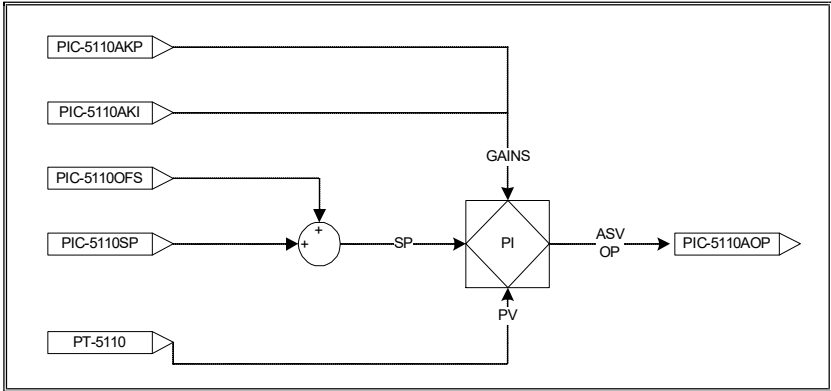 PIC-5110AKP
PIC-5110AKI
GAINS
PIC-5110OFS
+
PIC-5110SP
+
SP
PI
ASV
OP
PIC-5110AOP
PV
PT-5110